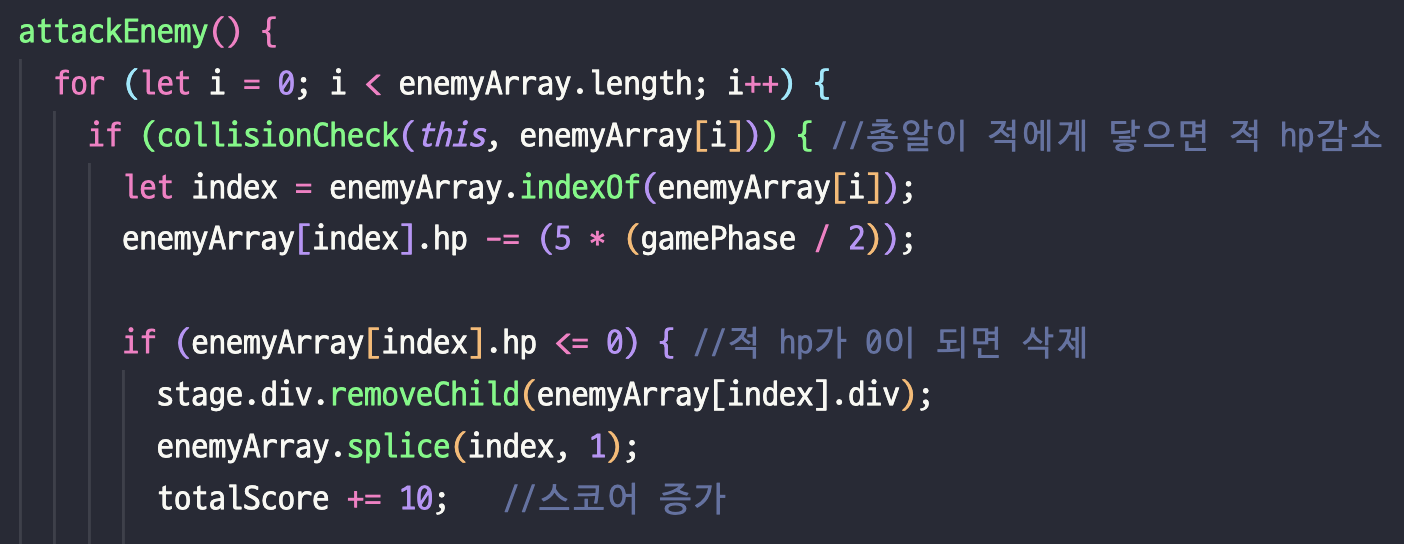 attackEnemy() {
for (let i = 0; i < enemyArray.length; i++) {
if (collisionCheck(this, enemyArray[i])) { //총알이 적에게 닿으면 적 hp감소
let index = enemyArray.indexOf(enemyArray[i]);
enemyArray[index].hp -= (5 * (gamePhase / 2));
if (enemyArray[index].hp <= 0) { //적 hp가 0이 되면 삭제
stage.div.removeChild(enemyArray[index].div);
enemyArray.splice(index, 1);
totalScore += 10; //스코어 증가